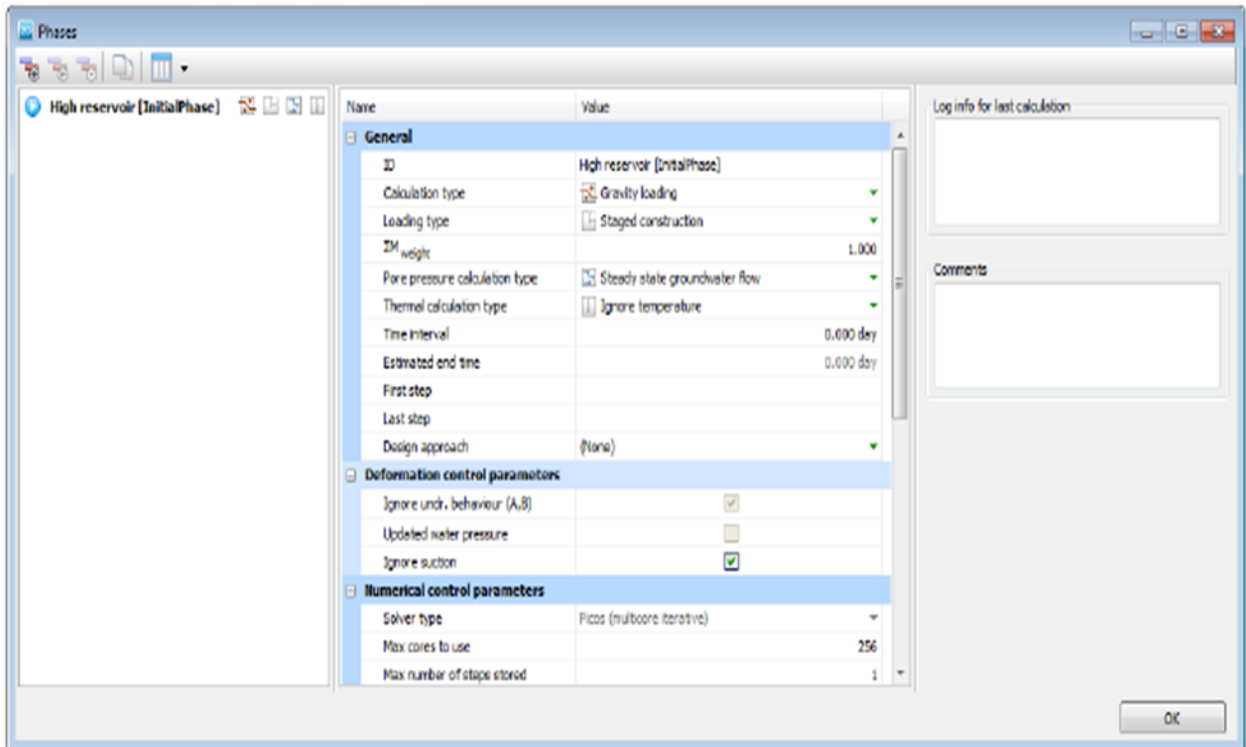 Phases
High reservoir [InitialPhase]
Name Value
General
ID High reservoir [InitialPhase]
Calculation type Gravity loading
Loading type Staged construction
ΣM weight 1.000
Pore pressure calculation type Steady state groundwater flow
Thermal calculation type Ignore temperature
Time interval 0.000 day
Estimated end time 0.000 day
First step
Last step
Design approach (None)
Deformation control parameters
Ignore undr. behaviour (A,B)
Updated water pressure
Ignore suction
Numerical control parameters
Solver type Picos (multicore iterative)
Max cores to use 256
Max number of steps stored 1
Log info for last calculation
Comments
OK